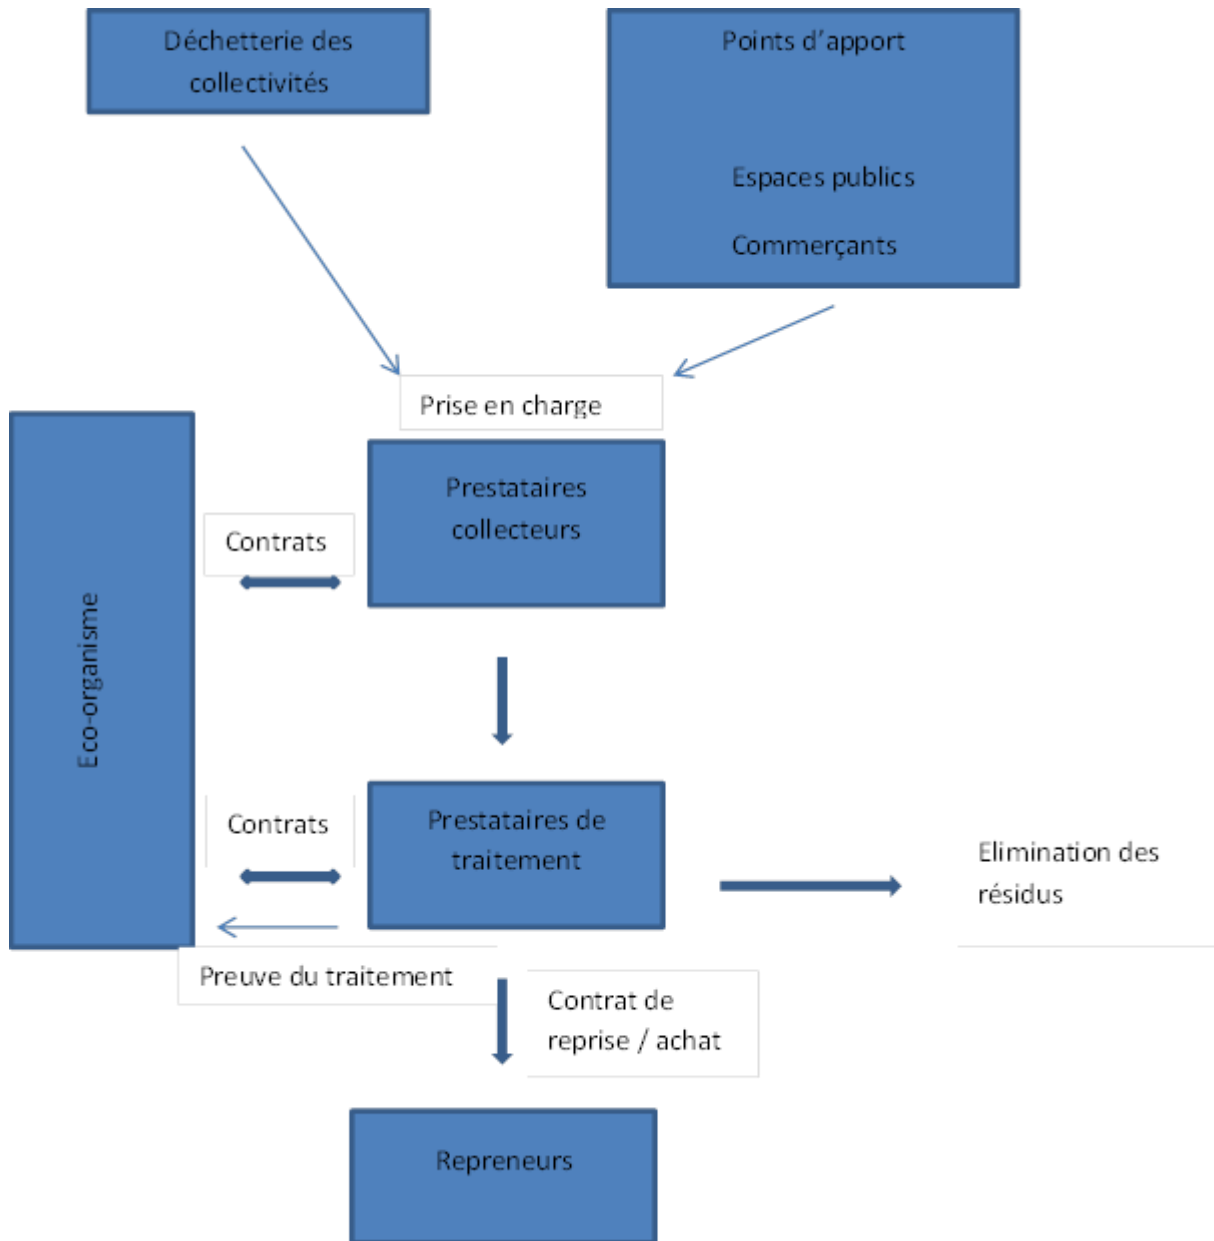 Déchetterie des
collectivités
Points d’apport
Espaces publics
Commerçants
Prise en charge
Prestataires
collecteurs
Contrats
Eco-organisme
Contrats
Prestataires de
traitement
Elimination des
résidus
Preuve du traitement
Contrat de
reprise / achat
Repreneurs